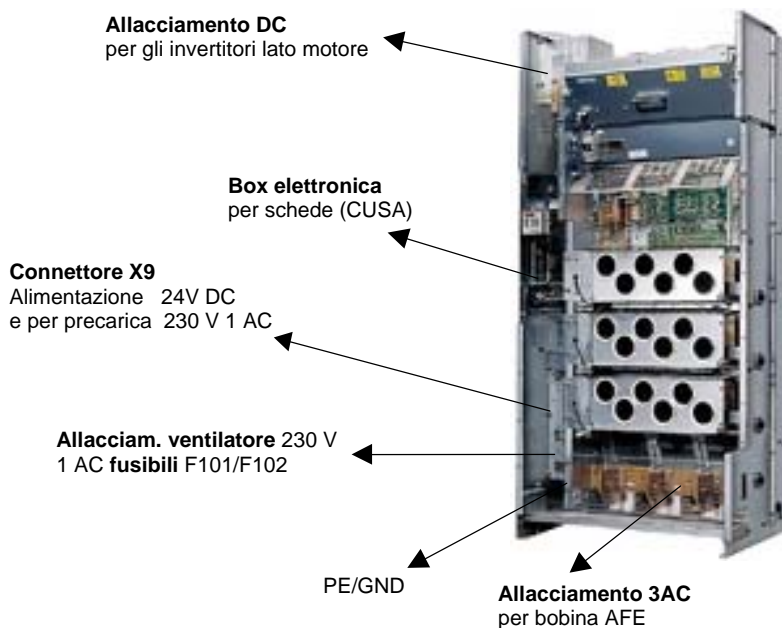 Allacciamento DC
per gli invertitori lato motore
Box elettronica
per schede (CUSA)
Connettore X9
Alimentazione 24V DC
e per precarica 230 V 1 AC
Allacciam. ventilatore 230 V
1 AC fusibili F101/F102
PE/GND
Allacciamento 3AC
per bobina AFE